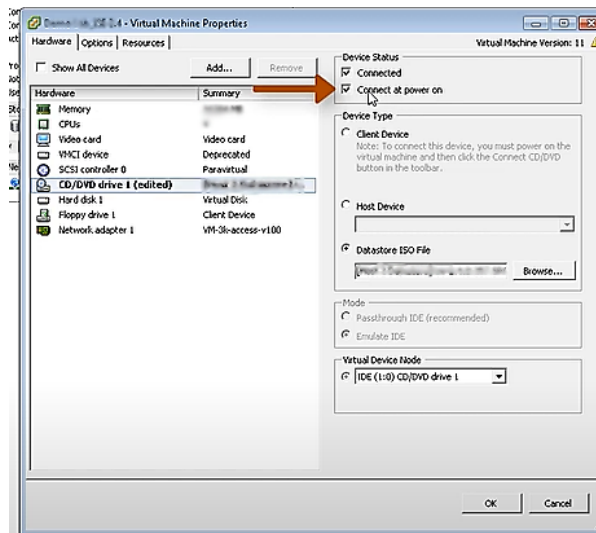 ISE 2.4 - Virtual Machine Properties
Hardware Options Resources
Virtual Machine Version: 11
Show All Devices
Add...
Remove
Hardware Summary
Memory
CPUs
Video card Video card
VMCI device Deprecated
SCSI controller 0 Paravirtual
CD/DVD drive 1 (edited)
Hard disk 1 Virtual Disk
Floppy drive 1 Client Device
Network adapter 1 VM-3k-access-v100
Device Status
Connected
Connect at power on
Device Type
Client Device
Note: To connect this device, you must power on the
virtual machine and then click the Connect CD/DVD
button in the toolbar.
Host Device
Datastore ISO File
Browse...
Mode
Passthrough IDE (recommended)
Emulate IDE
Virtual Device Node
IDE (1:0) CD/DVD drive 1
OK Cancel